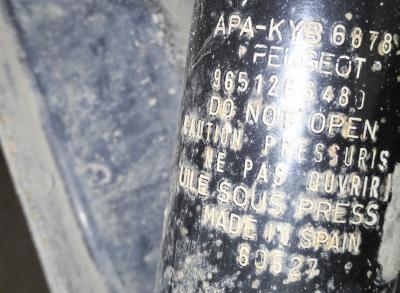 APA-KYB 6878
PEUGEOT
9651266480
DO NOT OPEN
CAUTION PRESSURIS
NE PAS OUVRIR
UILE SOUS PRESS
MADE IN SPAIN
60527